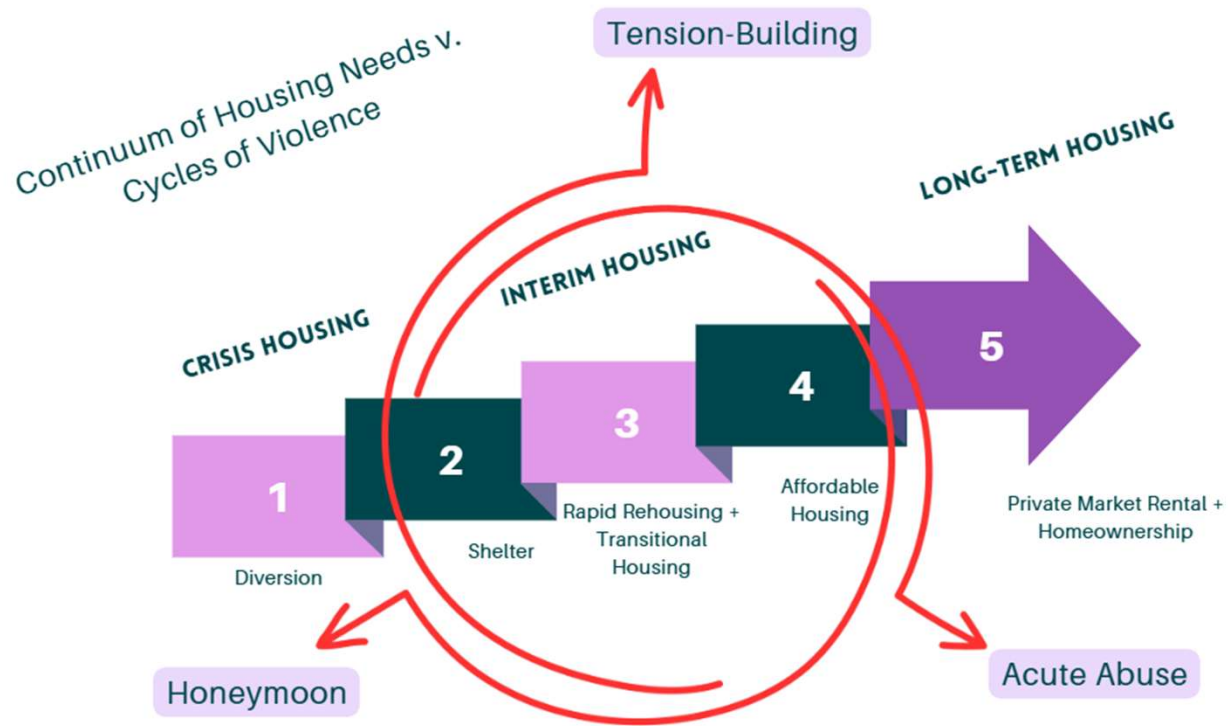 Continuum of Housing Needs v.
Cycles of Violence
Tension-Building
LONG-TERM HOUSING
INTERIM HOUSING
CRISIS HOUSING
1
2
3
4
5
Diversion
Shelter
Rapid Rehousing +
Transitional
Housing
Affordable
Housing
Private Market Rental +
Homeownership
Honeymoon
Acute Abuse